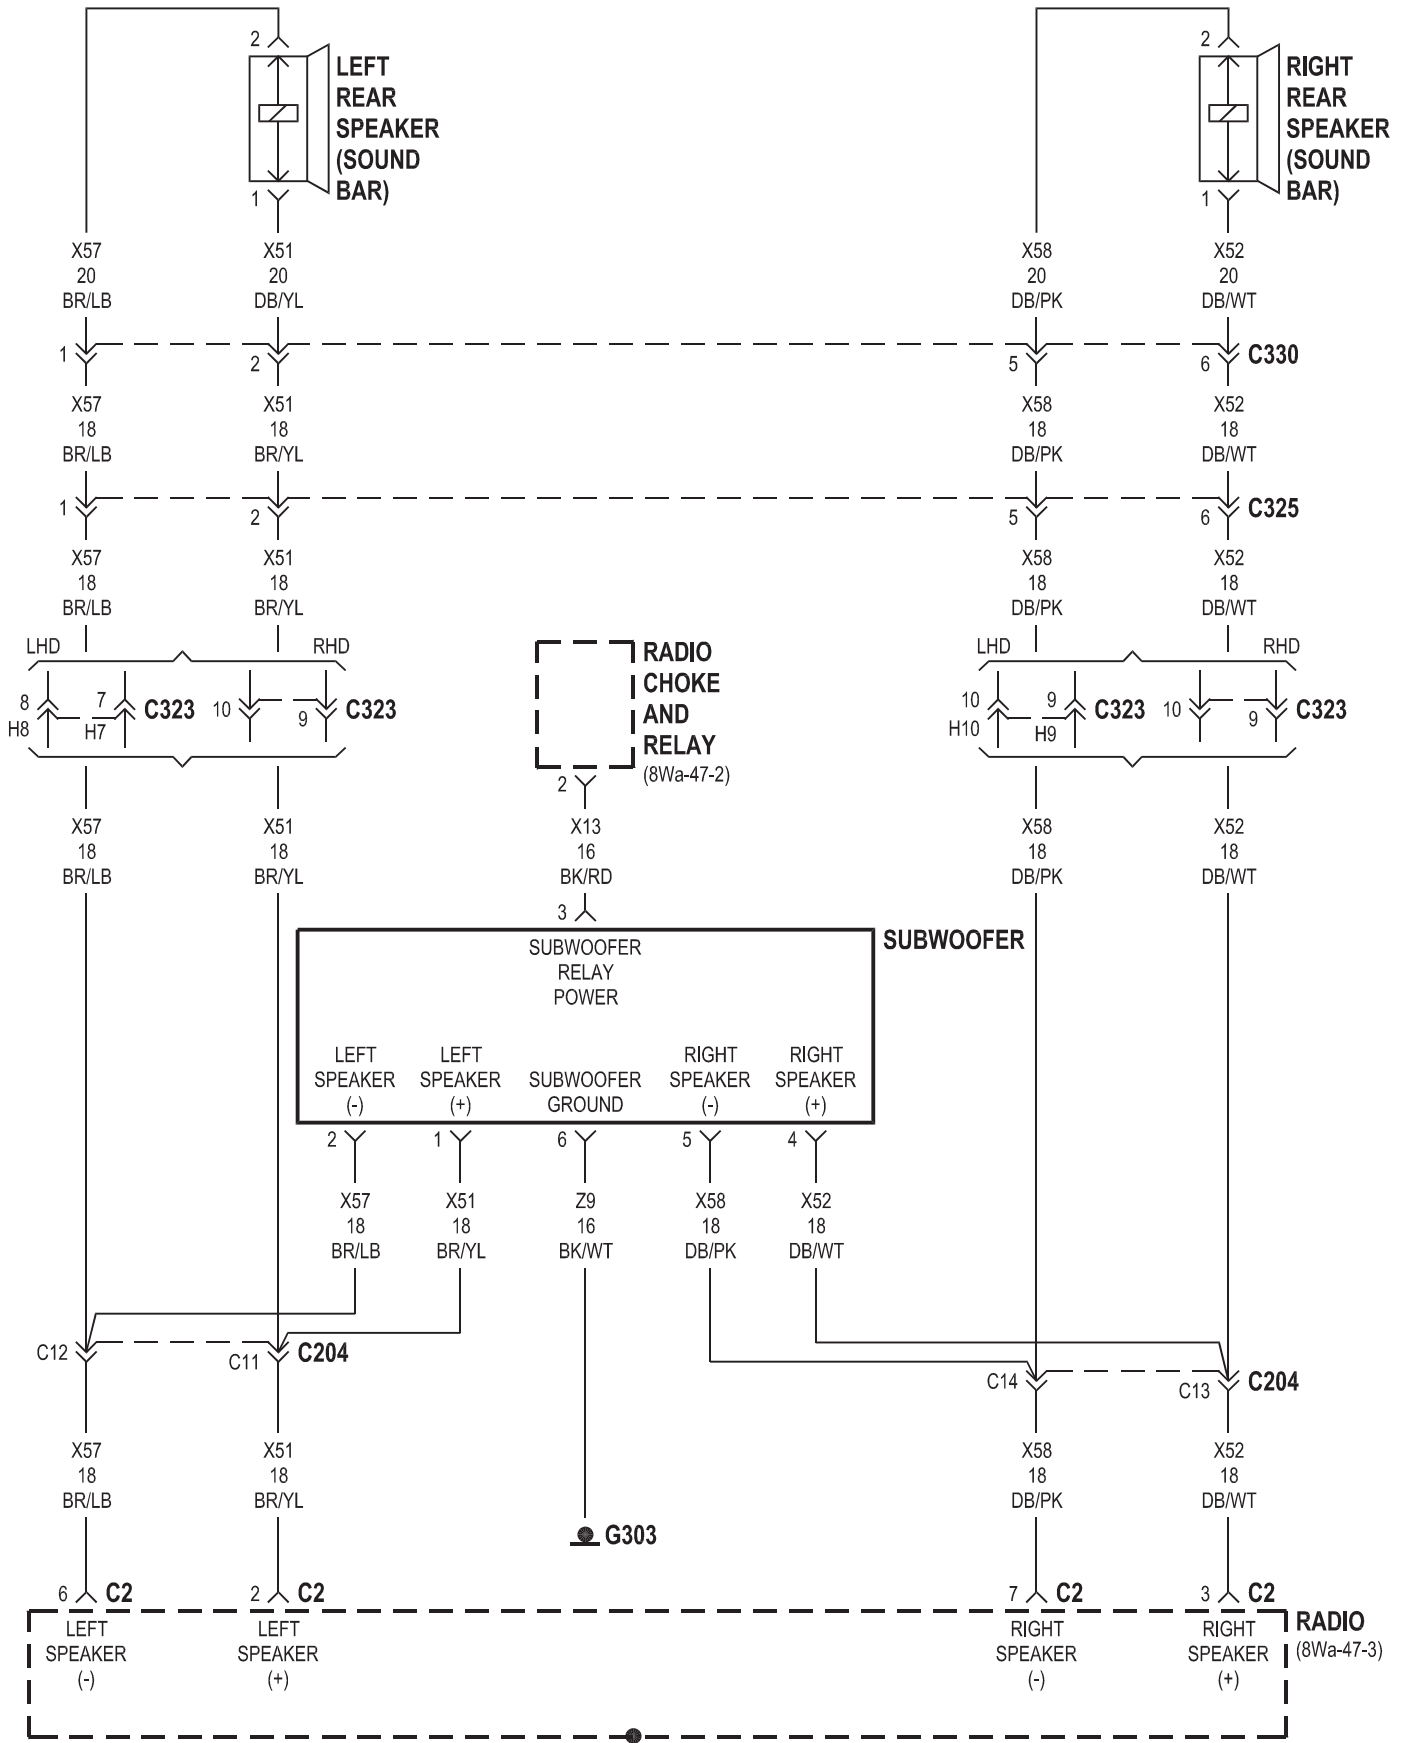 2
2
LEFT
REAR
SPEAKER
(SOUND
BAR)
RIGHT
REAR
SPEAKER
(SOUND
BAR)
1
1
X57
20
BR/LB
X51
20
DB/YL
X58
20
DB/PK
X52
20
DB/WT
1
2
5
6
C330
X57
18
BR/LB
X51
18
BR/YL
X58
18
DB/PK
X52
18
DB/WT
1
2
5
6
C325
X57
18
BR/LB
X51
18
BR/YL
X58
18
DB/PK
X52
18
DB/WT
LHD
RHD
8
H8
7
H7
C323
10
9
C323
RADIO
CHOKE
AND
RELAY
(8Wa-47-2)
LHD
RHD
10
H10
9
H9
C323
10
9
C323
2
X57
18
BR/LB
X51
18
BR/YL
X13
16
BK/RD
X58
18
DB/PK
X52
18
DB/WT
3
SUBWOOFER
SUBWOOFER
RELAY
POWER
LEFT
SPEAKER
(-)
LEFT
SPEAKER
(+)
SUBWOOFER
GROUND
RIGHT
SPEAKER
(-)
RIGHT
SPEAKER
(+)
2
1
6
5
4
X57
18
BR/LB
X51
18
BR/YL
Z9
16
BK/WT
X58
18
DB/PK
X52
18
DB/WT
C12
C11
C204
C14
C13
C204
X57
18
BR/LB
X51
18
BR/YL
X58
18
DB/PK
X52
18
DB/WT
G303
6
C2
2
C2
7
C2
3
C2
LEFT
SPEAKER
(-)
LEFT
SPEAKER
(+)
RIGHT
SPEAKER
(-)
RIGHT
SPEAKER
(+)
RADIO
(8Wa-47-3)